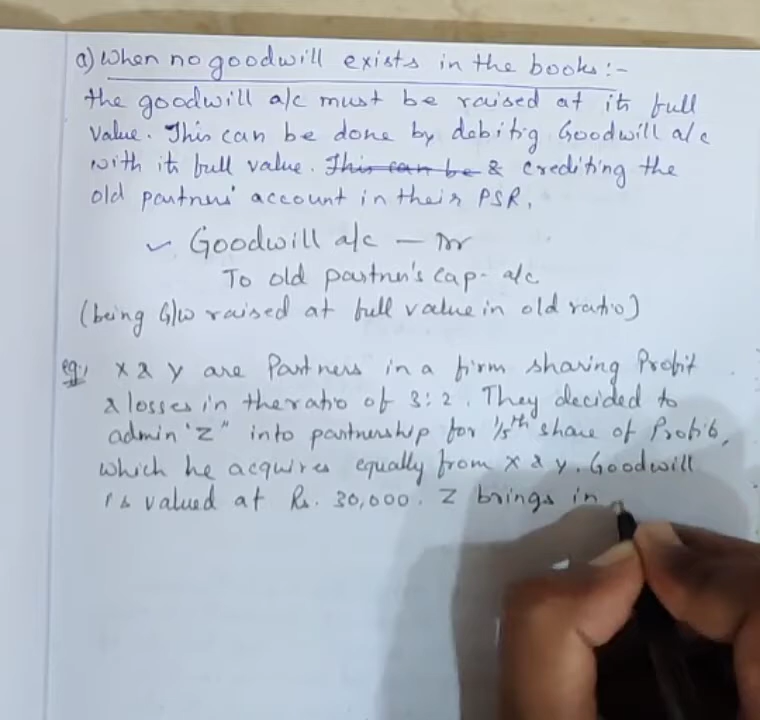 a) When no goodwill exists in the books :-
the goodwill a/c must be raised at its full
value. This can be done by debitig Goodwill a/c
with its full value. This can be & crediting the
old partners' account in their PSR.
✓ Goodwill a/c — Dr
To old partner's cap- a/c
(being G/w raised at full value in old ratio)
eg:, X & Y are Partners in a firm sharing Profit
& losses in the ratio of 3:2. They decided to
admin "Z" into partnership for 1/5th share of Profits,
which he acquires equally from X & Y. Goodwill
is valued at Rs. 30,000. Z brings in